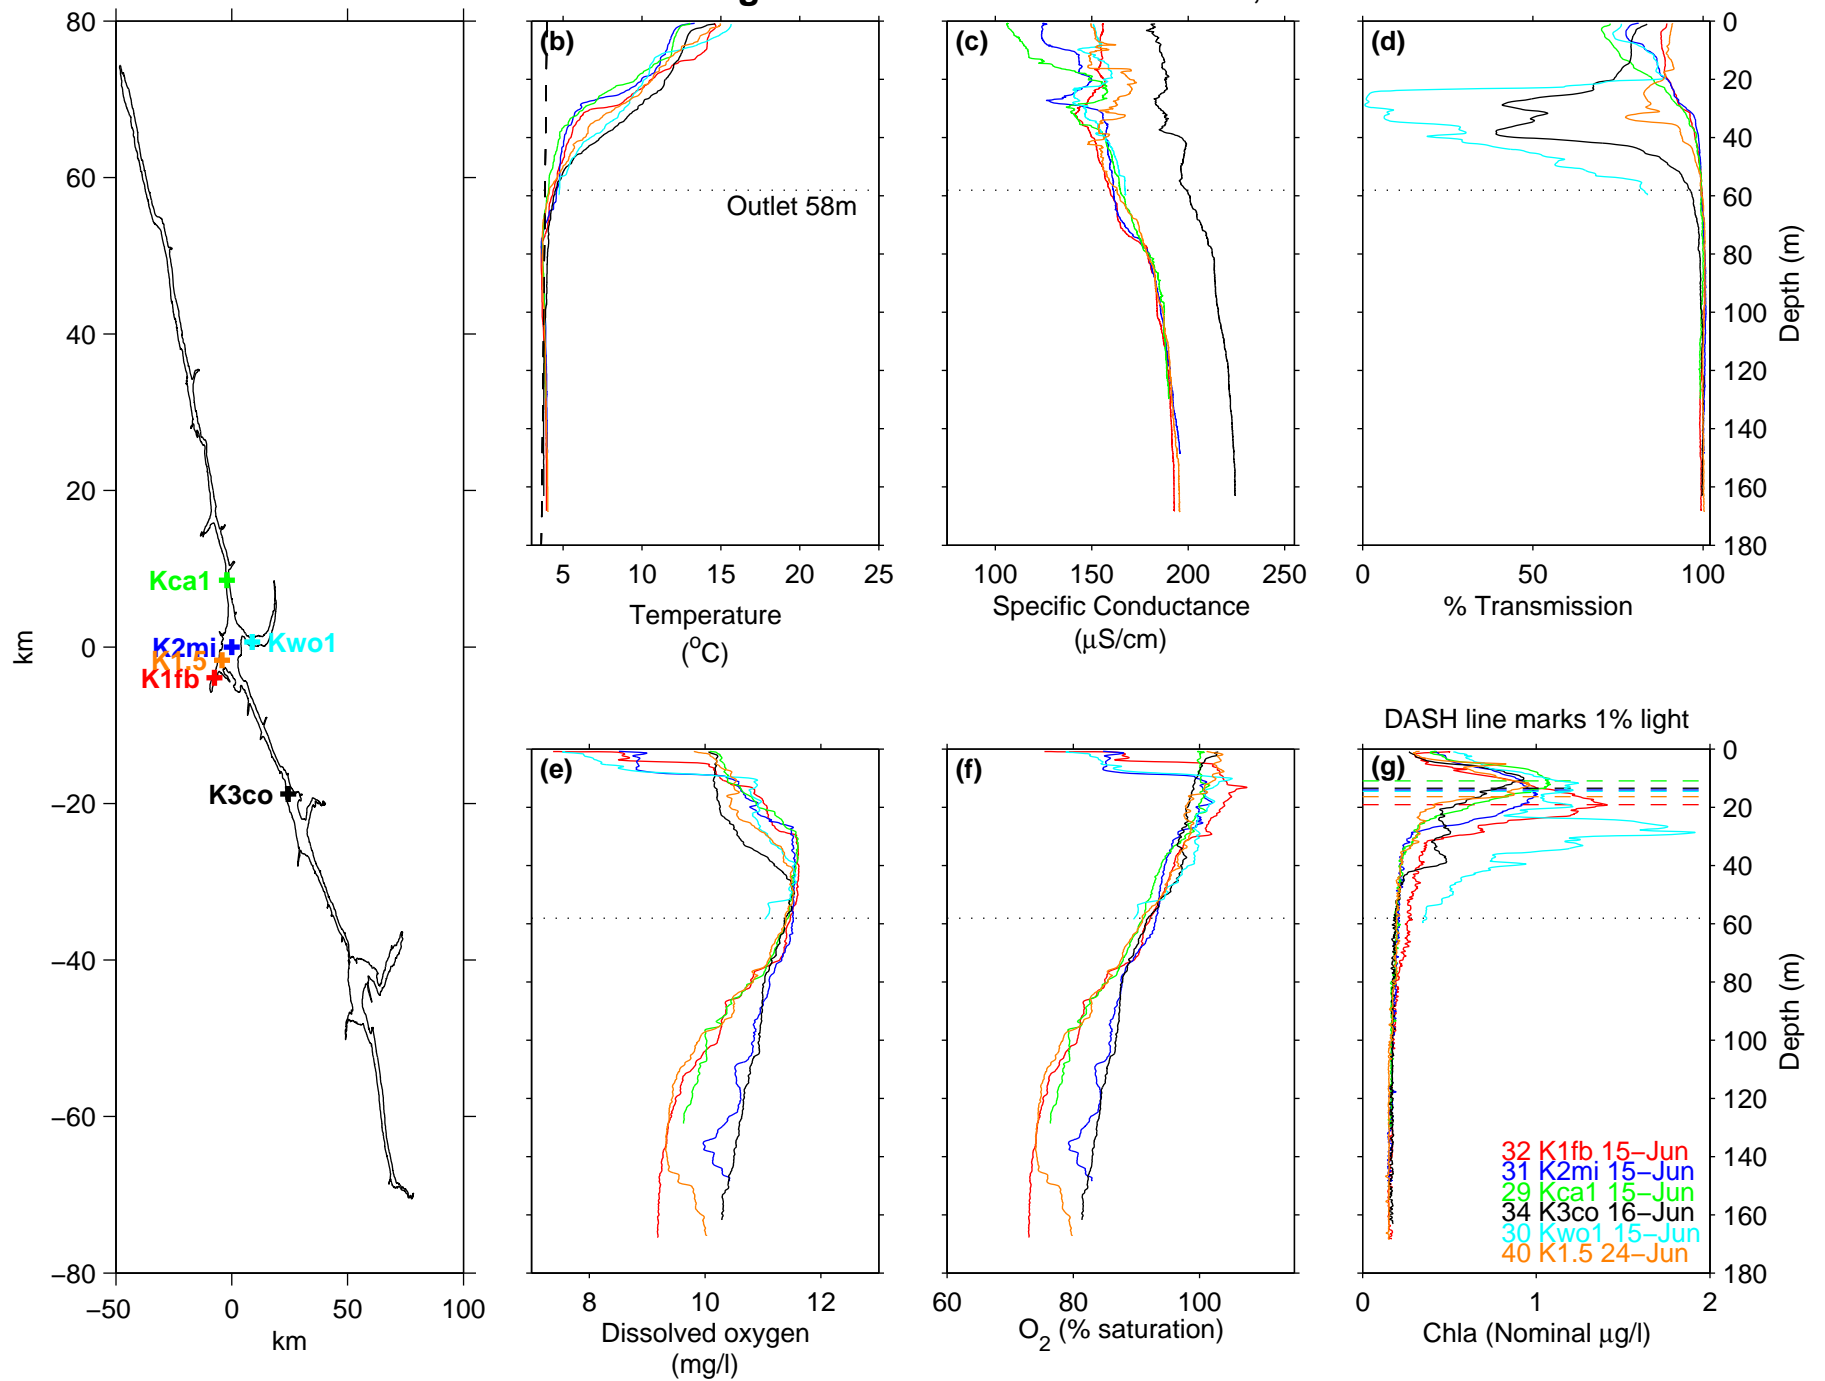 (b)
(c)
(d)
80
60
40
20
0
−20
−40
−60
−80
km
−50 0 50 100
km
Kca1
K2mi
Kwo1
K1.5
K1fb
K3co
Outlet 58m
5 10 15 20 25
Temperature
(oC)
100 150 200 250
Specific Conductance
(μS/cm)
0 50 100
% Transmission
0
20
40
60
80
100
120
140
160
180
Depth (m)
DASH line marks 1% light
(e)
(f)
(g)
8 10 12
Dissolved oxygen
(mg/l)
60 80 100
O2 (% saturation)
32 K1fb 15−Jun
31 K2mi 15−Jun
29 Kca1 15−Jun
34 K3co 16−Jun
30 Kwo1 15−Jun
40 K1.5 24−Jun
0 1 2
Chla (Nominal μg/l)
0
20
40
60
80
100
120
140
160
180
Depth (m)